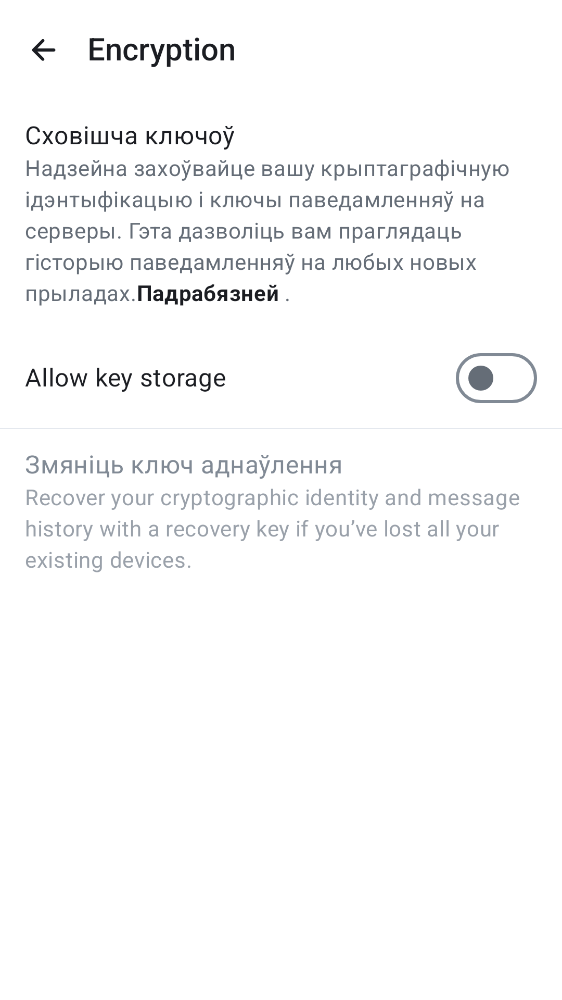 Encryption
Сховішча ключоў
Надзейна захоўвайце вашу крыптаграфічную
ідэнтыфікацыю і ключы паведамленняў на
серверы. Гэта дазволіць вам праглядаць
гісторыю паведамленняў на любых новых
прыладах.Падрабязней .
Allow key storage
Змяніць ключ аднаўлення
Recover your cryptographic identity and message
history with a recovery key if you’ve lost all your
existing devices.